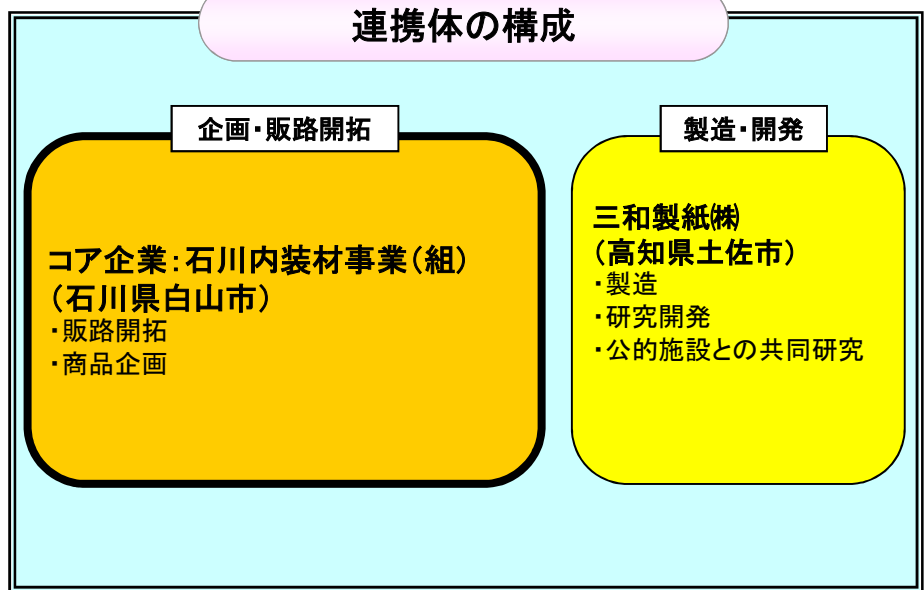 連携体の構成
企画・販路開拓
コア企業：石川内装材事業（組）
（石川県白山市）
・販路開拓
・商品企画
製造・開発
三和製紙㈱
（高知県土佐市）
・製造
・研究開発
・公的施設との共同研究